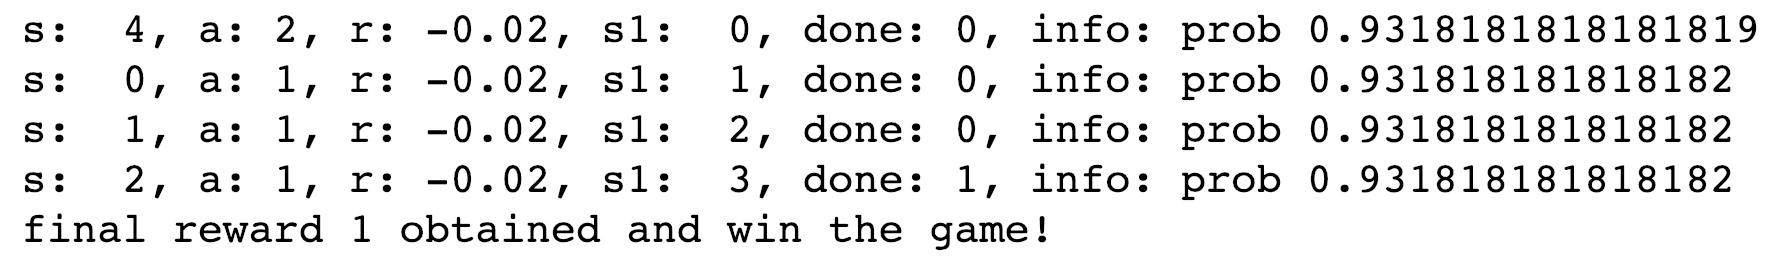 s:  4, a: 2, r: -0.02, s1:  0, done: 0, info: prob 0.9318181818181819
s:  0, a: 1, r: -0.02, s1:  1, done: 0, info: prob 0.931818181818182
s:  1, a: 1, r: -0.02, s1:  2, done: 0, info: prob 0.931818181818182
s:  2, a: 1, r: -0.02, s1:  3, done: 1, info: prob 0.931818181818182
final reward 1 obtained and win the game!